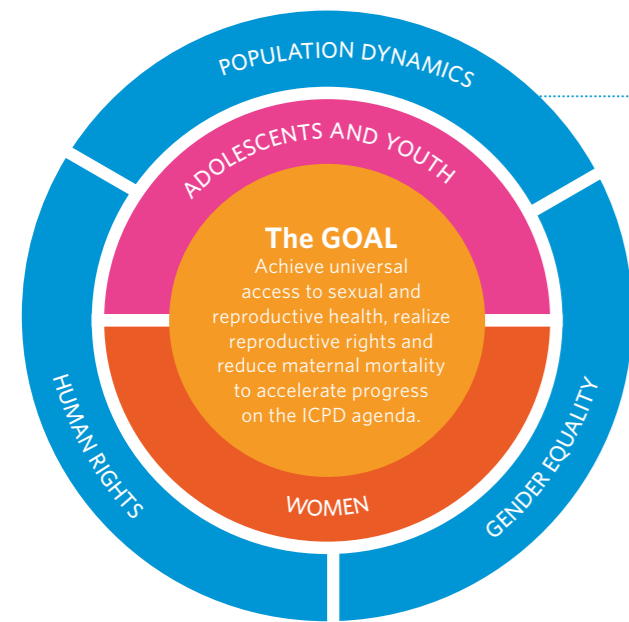 POPULATION DYNAMICS
ADOLESCENTS AND YOUTH
The GOAL
Achieve universal
access to sexual and
reproductive health, realize
reproductive rights and
reduce maternal mortality
to accelerate progress
on the ICPD agenda.
HUMAN RIGHTS
GENDER EQUALITY
WOMEN